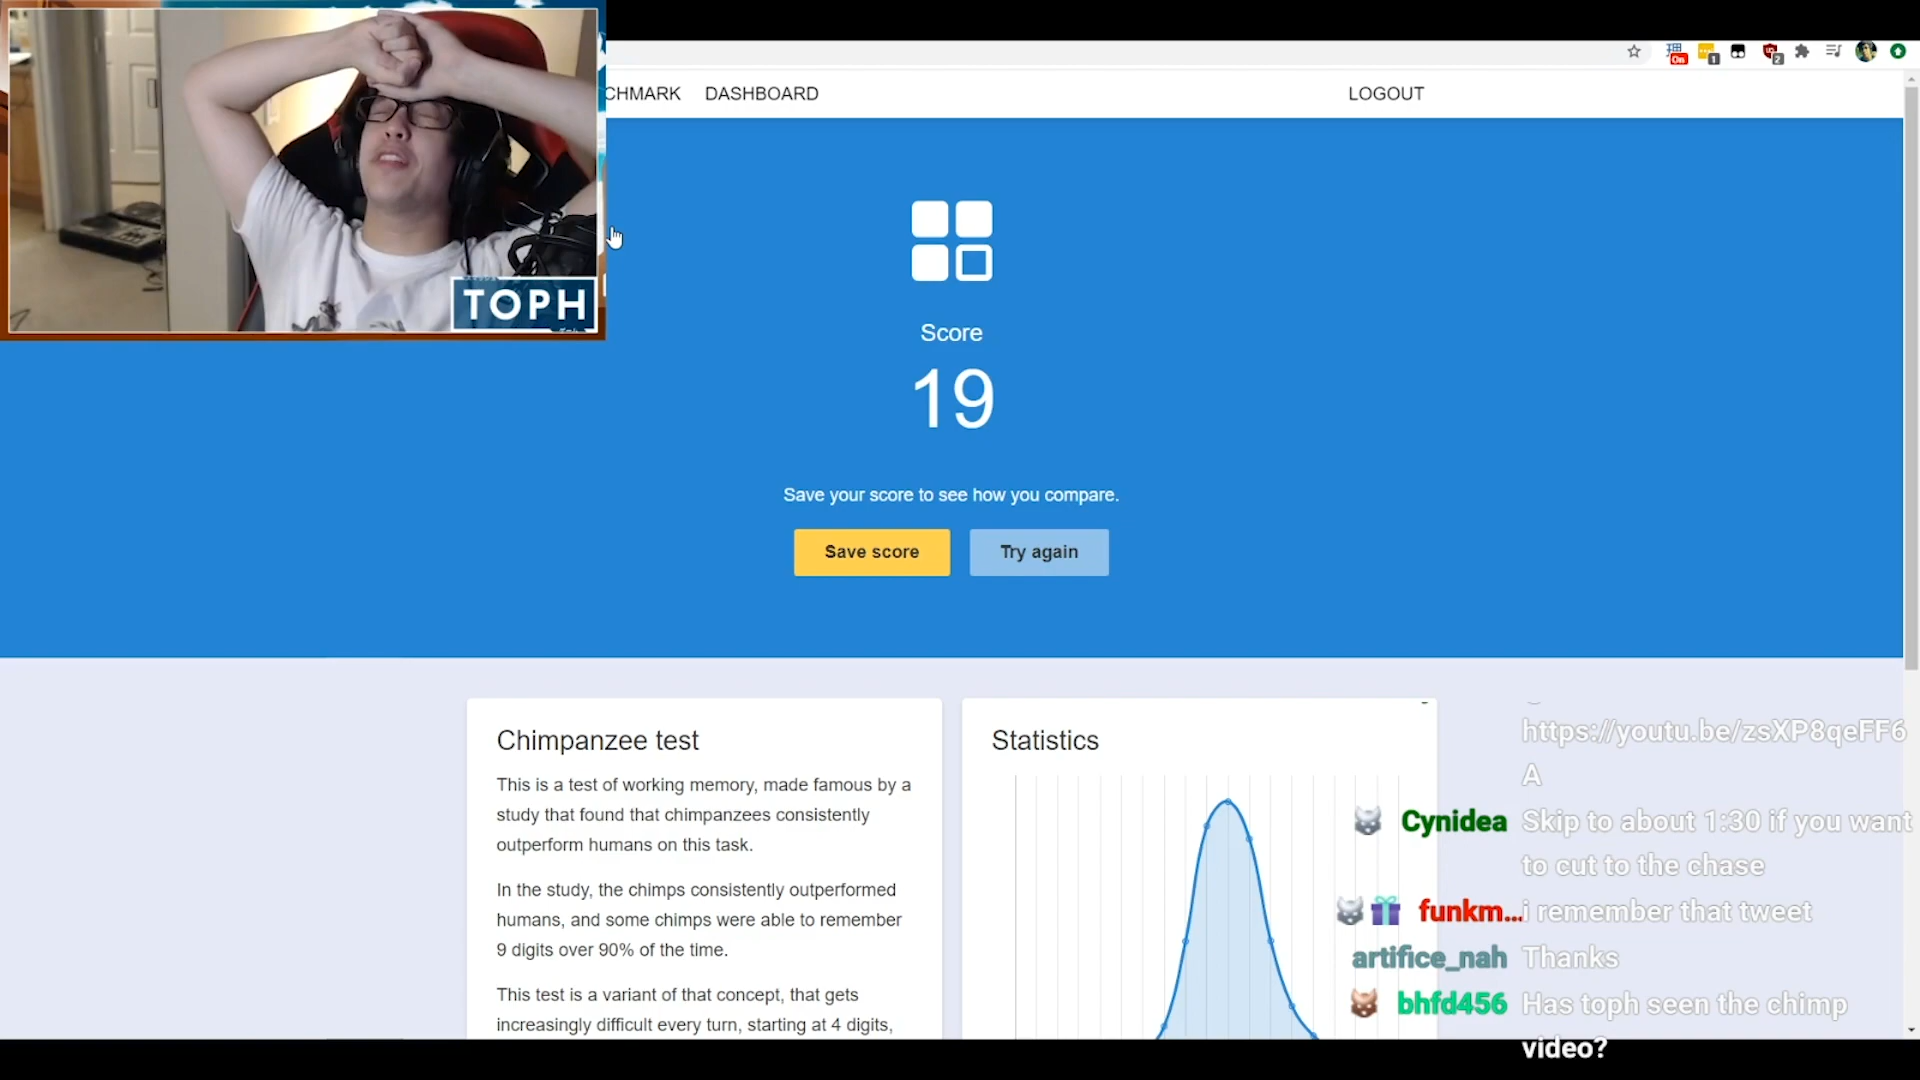 CHMARK DASHBOARD LOGOUT
On 1 2
TOPH
Score
19
Save your score to see how you compare.
Save score Try again
Chimpanzee test
This is a test of working memory, made famous by a
study that found that chimpanzees consistently
outperform humans on this task.
In the study, the chimps consistently outperformed
humans, and some chimps were able to remember
9 digits over 90% of the time.
This test is a variant of that concept, that gets
increasingly difficult every turn, starting at 4 digits,
Statistics
https://youtu.be/zsXP8qeFF6
A
Cynidea Skip to about 1:30 if you want
to cut to the chase
funkm... i remember that tweet
artifice_nah Thanks
bhfd456 Has toph seen the chimp
video?